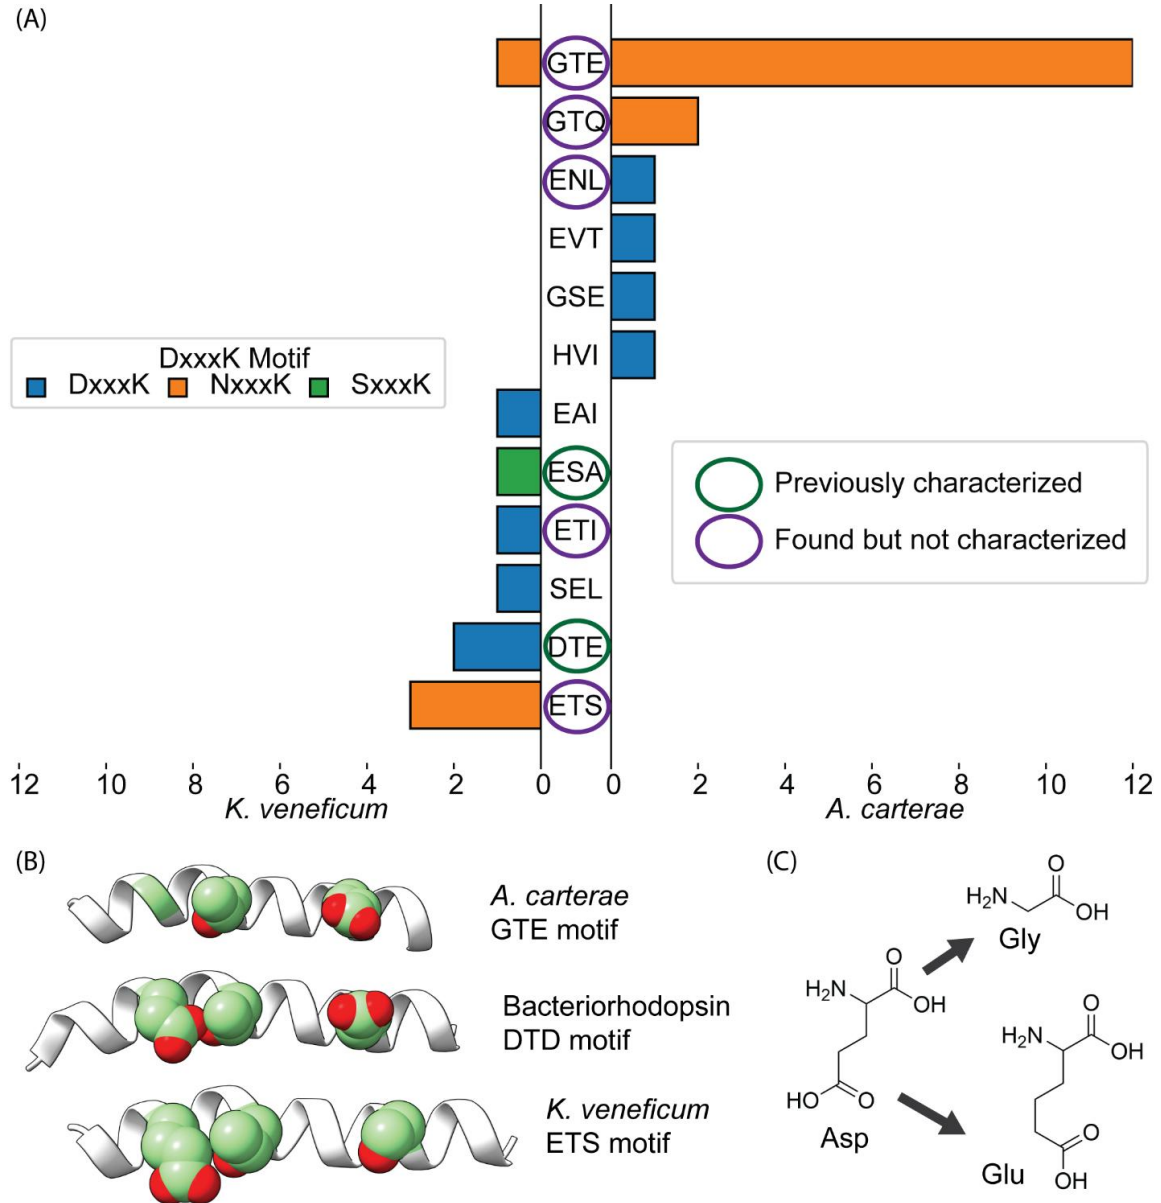 (A)
GTE
GTQ
ENL
EVT
GSE
HVI
EAI
ESA
ETI
SEL
DTE
ETS
DxxxK Motif
DxxxK NxxxK SxxxK
Previously characterized
Found but not characterized
12 10 8 6 4 2 0 0 2 4 6 8 10 12
K. veneficum A. carterae
(B)
A. carterae
GTE motif
Bacteriorhodopsin
DTD motif
K. veneficum
ETS motif
(C)
O
H₂N
OH
Gly
O
H₂N
OH
HO O
Asp
O
H₂N
OH
O
OH
Glu